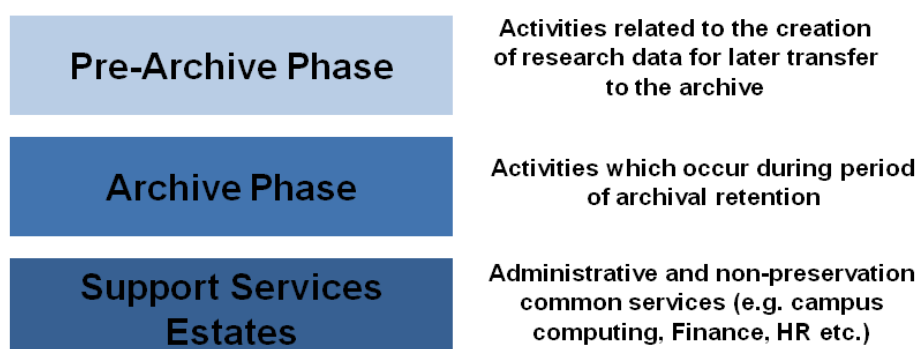 Pre-Archive Phase
Activities related to the creation
of research data for later transfer
to the archive
Archive Phase
Activities which occur during period
of archival retention
Support Services
Estates
Administrative and non-preservation
common services (e.g. campus
computing, Finance, HR etc.)